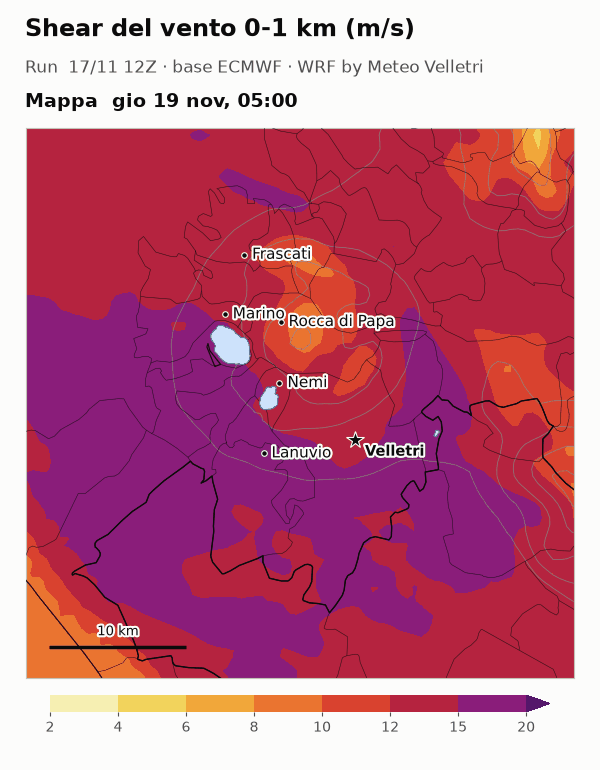 Shear del vento 0-1 km (m/s)
Run  17/11 12Z · base ECMWF · WRF by Meteo Velletri
Mappa  gio 19 nov, 05:00
Frascati
Marino
Rocca di Papa
Nemi
Velletri
Lanuvio
10 km
2 4 6 8 10 12 15 20